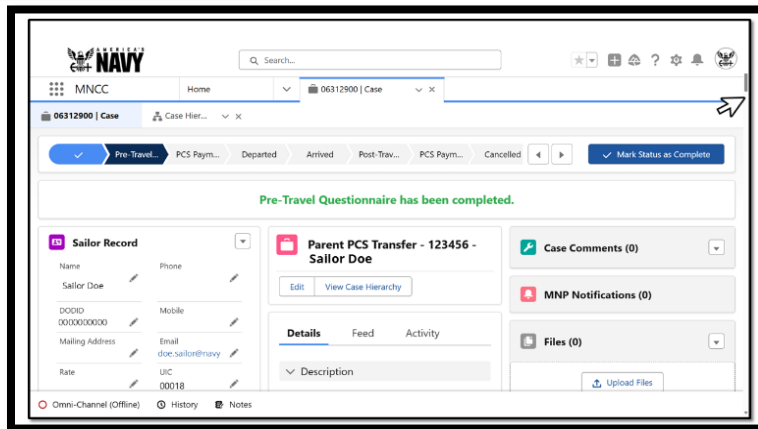 AMERICA'S
NAVY
Search...
MNCC
Home
06312900 | Case
06312900 | Case
Case Hier...
Pre-Travel...
PCS Paym...
Departed
Arrived
Post-Trav...
PCS Paym...
Cancelled
Mark Status as Complete
Pre-Travel Questionnaire has been completed.
Sailor Record
Name
Phone
Sailor Doe
DODID
Mobile
0000000000
Mailing Address
Email
doe.sailor@navy
Rate
UIC
00018
Parent PCS Transfer - 123456 -
Sailor Doe
Edit
View Case Hierarchy
Details
Feed
Activity
Description
Case Comments (0)
MNP Notifications (0)
Files (0)
Upload Files
Omni-Channel (Offline)
History
Notes